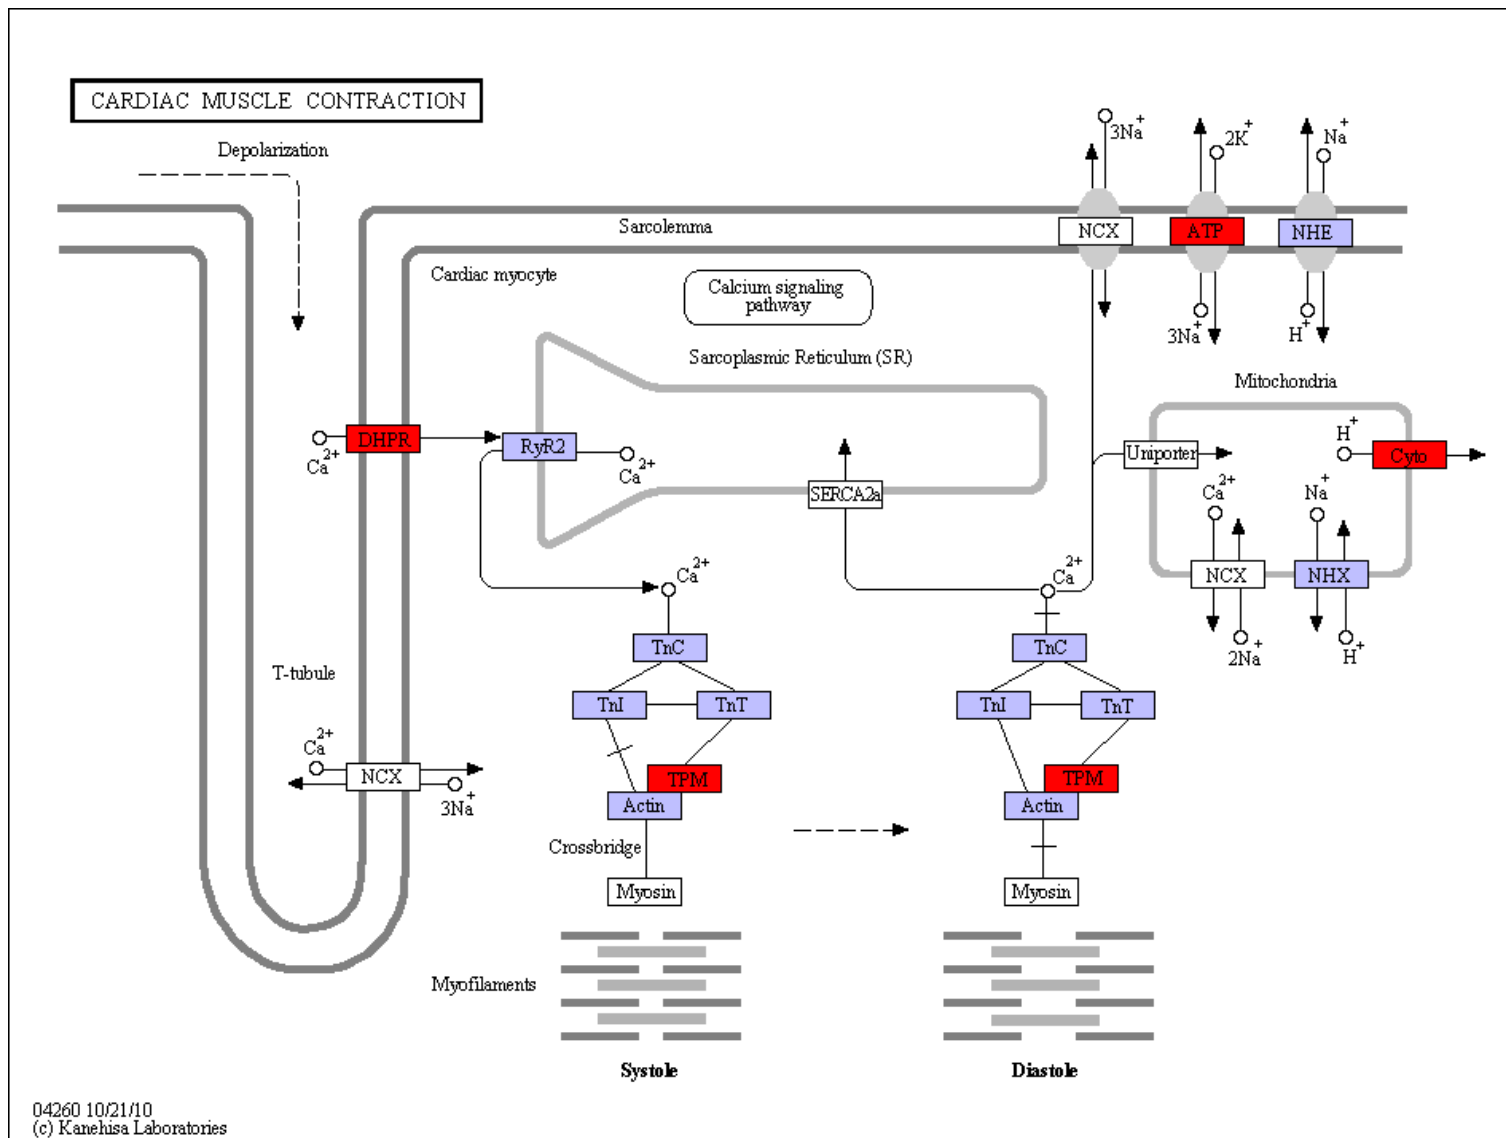 CARDIAC MUSCLE CONTRACTION
Depolarization
3Na+
2K+
Na+
Sarcolemma
NCX
ATP
NHE
Cardiac myocyte
Calcium signaling
pathway
3Na+
H+
Sarcoplasmic Reticulum (SR)
Mitochondria
DHPR
Ca2+
RyR2
Ca2+
SERCA2a
Uniporter
H+
Cyto
Ca2+
Na+
NCX
NHX
2Na+
H+
Ca2+
Ca2+
TnC
TnC
T-tubule
TnI
TnT
TnI
TnT
Ca2+
NCX
3Na+
TPM
Actin
TPM
Actin
Crossbridge
Myosin
Myosin
Myofilaments
Systole
Diastole
04260 10/21/10
(c) Kanehisa Laboratories